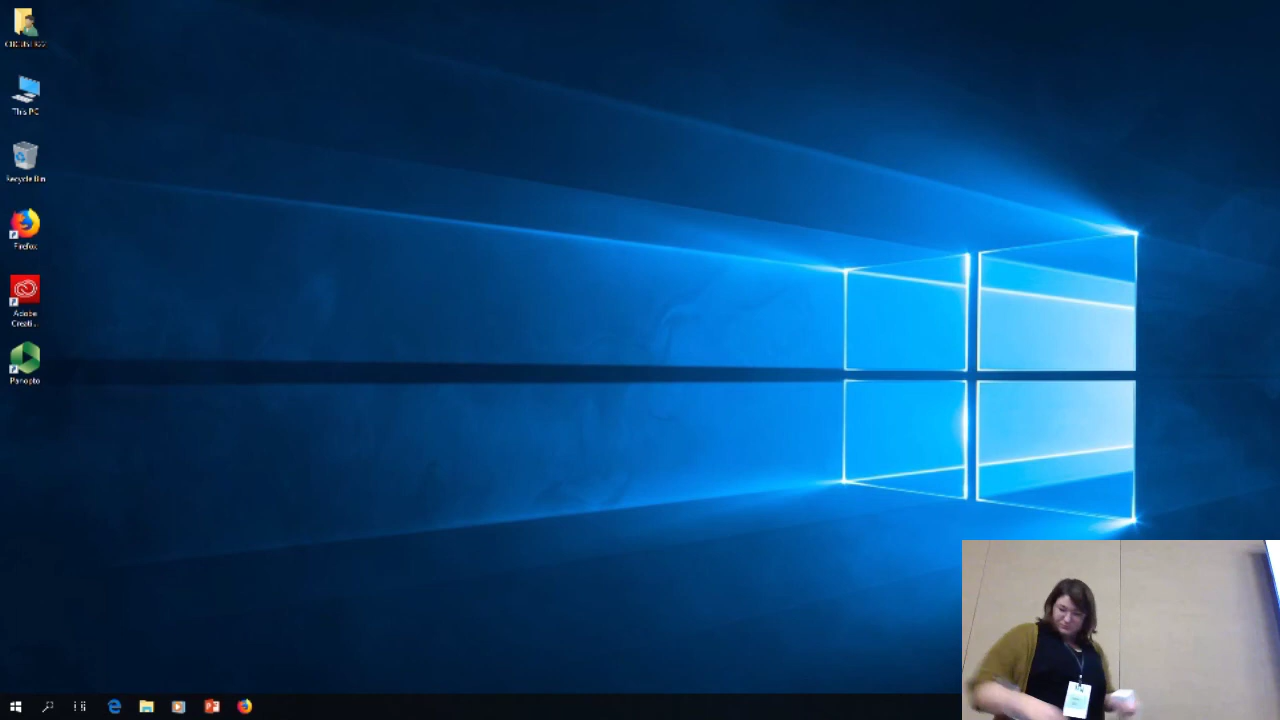 This PC
Recycle Bin
Firefox
Adobe
Creati...
Panopto